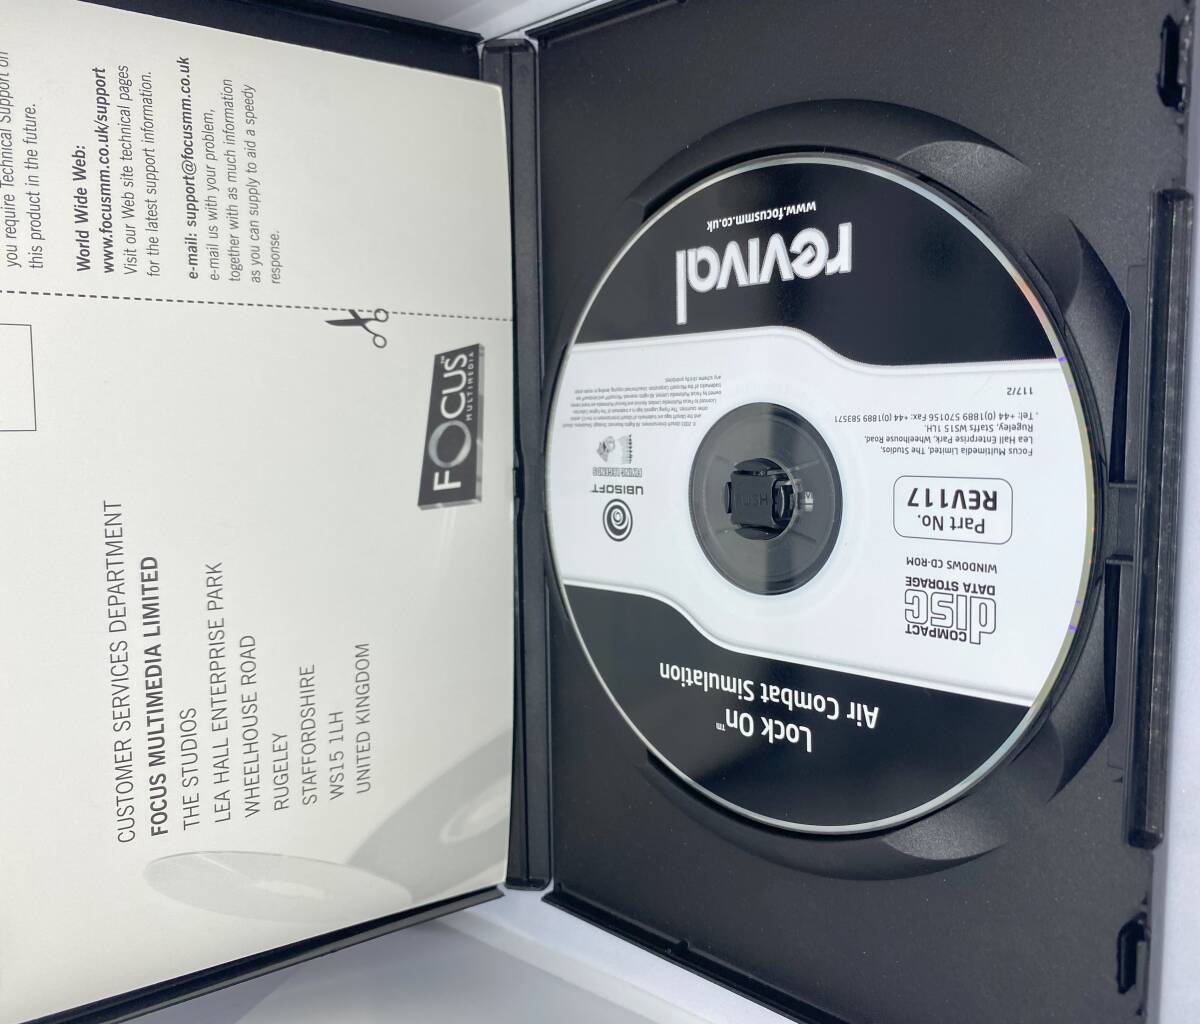 you require Technical Support on
this product in the future.
World Wide Web:
www.focusmm.co.uk/support
Visit our Web site technical pages
for the latest support information.
e-mail: support@focusmm.co.uk
e-mail us with your problem,
together with as much information
as you can supply to aid a speedy
response.
FOCUS™
MULTIMEDIA
CUSTOMER SERVICES DEPARTMENT
FOCUS MULTIMEDIA LIMITED
THE STUDIOS
LEA HALL ENTERPRISE PARK
WHEELHOUSE ROAD
RUGELEY
STAFFORDSHIRE
WS15 1LH
UNITED KINGDOM
Lock On™
Air Combat Simulation
COMPACT
disc
DATA STORAGE
WINDOWS CD-ROM
Part No.
REV117
Focus Multimedia Limited, The Studios,
Lea Hall Enterprise Park, Wheelhouse Road,
Rugeley, Staffs WS15 1LH.
Tel: +44 (0)1889 570156 Fax: +44 (0)1889 583571
117/2
PUSH
UBISOFT™
FLYING LEGENDS
revival
www.focusmm.co.uk